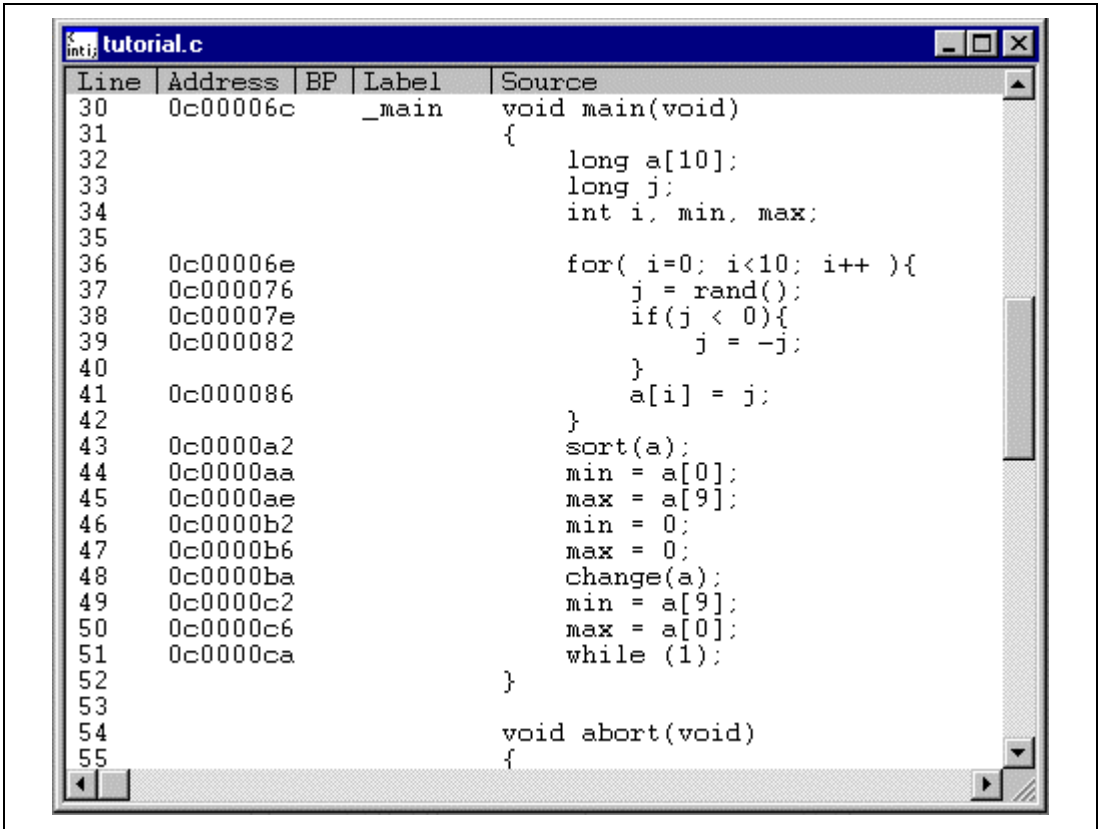 inti; tutorial.c
Line Address BP Label Source
30 0c00006c _main void main(void)
31 {
32 long a[10];
33 long j;
34 int i, min, max;
35
36 0c00006e for( i=0; i<10; i++ ){
37 0c000076 j = rand();
38 0c00007e if(j < 0){
39 0c000082 j = -j;
40 }
41 0c000086 a[i] = j;
42 }
43 0c0000a2 sort(a);
44 0c0000aa min = a[0];
45 0c0000ae max = a[9];
46 0c0000b2 min = 0;
47 0c0000b6 max = 0;
48 0c0000ba change(a);
49 0c0000c2 min = a[9];
50 0c0000c6 max = a[0];
51 0c0000ca while (1);
52 }
53
54 void abort(void)
55 {